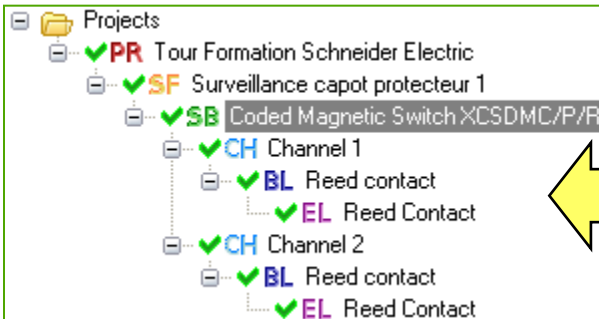 Projects
PR Tour Formation Schneider Electric
SF Surveillance capot protecteur 1
SB Coded Magnetic Switch XCSDMC/P/R
CH Channel 1
BL Reed contact
EL Reed Contact
CH Channel 2
BL Reed contact
EL Reed Contact